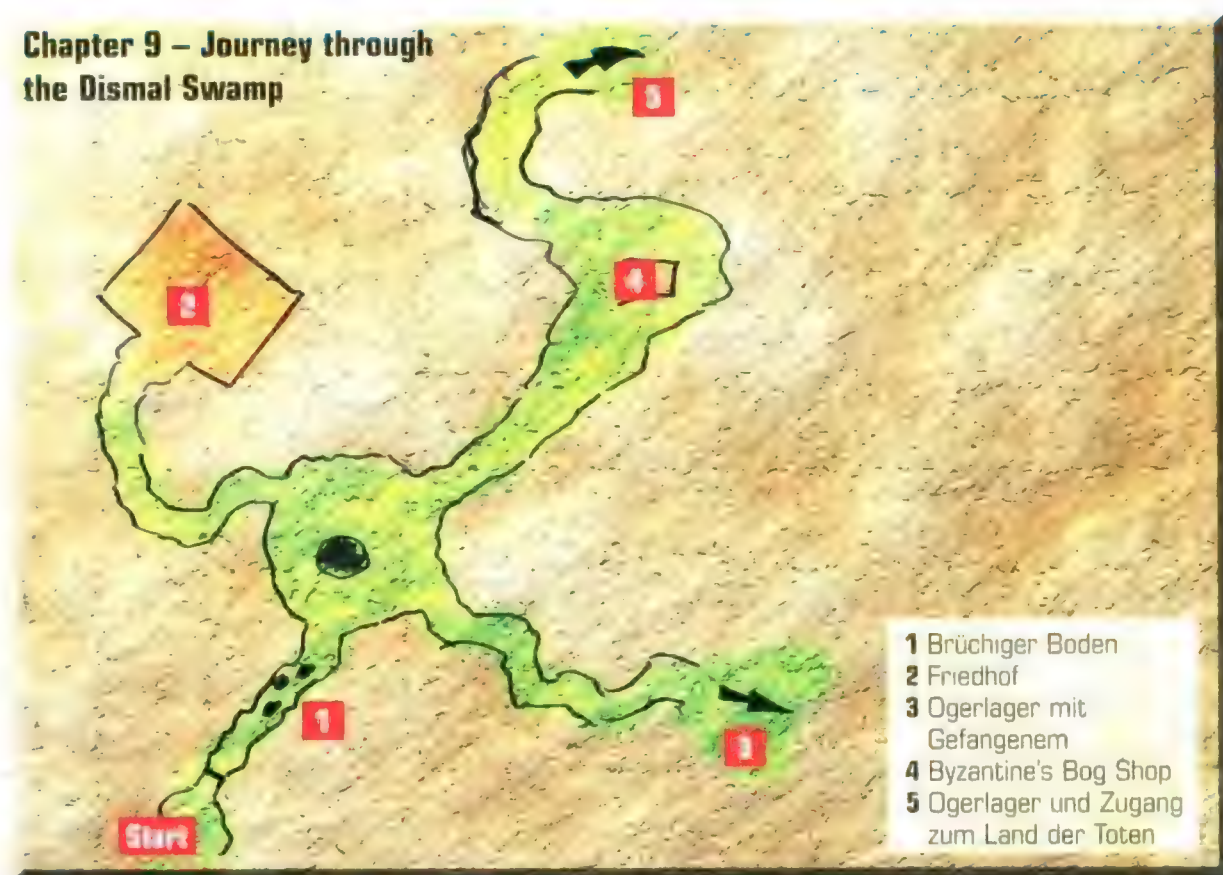 Chapter 9 – Journey through
the Dismal Swamp
5
4
2
1
3
Start
1 Brüchiger Boden
2 Friedhof
3 Ogerlager mit
Gefangenem
4 Byzantine's Bog Shop
5 Ogerlager und Zugang
zum Land der Toten